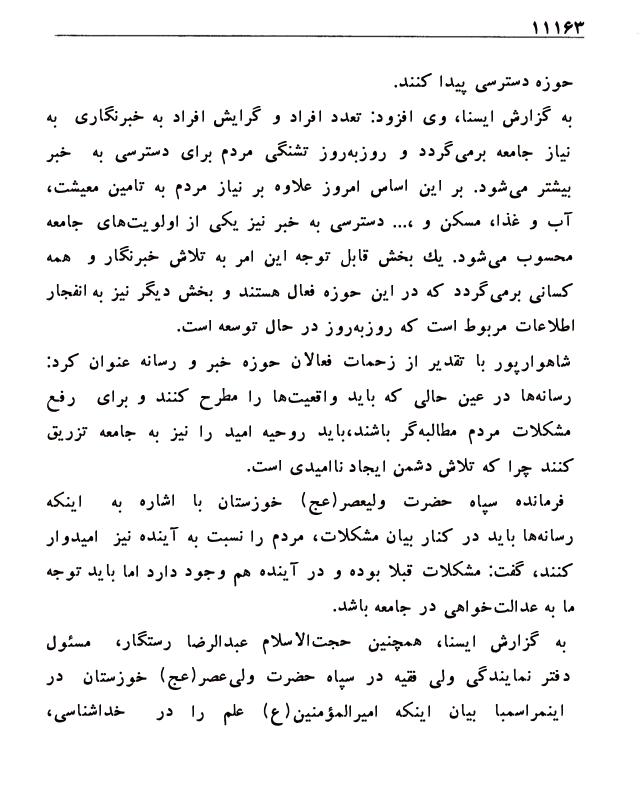 ۱۱۱۶۳
حوزه دسترسی پیدا کنند.
به گزارش ایسنا، وی افزود: تعدد افراد و گرایش افراد به خبرنگاری به
نیاز جامعه برمی‌گردد و روزبه‌روز تشنگی مردم برای دسترسی به خبر
بیشتر می‌شود. بر این اساس امروز علاوه بر نیاز مردم به تامین معیشت،
آب و غذا، مسکن و ،... دسترسی به خبر نیز یکی از اولویت‌های جامعه
محسوب می‌شود. یك بخش قابل توجه این امر به تلاش خبرنگار و همه
کسانی برمی‌گردد که در این حوزه فعال هستند و بخش دیگر نیز به انفجار
اطلاعات مربوط است که روزبه‌روز در حال توسعه است.
شاهوارپور با تقدیر از زحمات فعالان حوزه خبر و رسانه عنوان کرد:
رسانه‌ها در عین حالی که باید واقعیت‌ها را مطرح کنند و برای رفع
مشکلات مردم مطالبه‌گر باشند،باید روحیه امید را نیز به جامعه تزریق
کنند چرا که تلاش دشمن ایجاد ناامیدی است.
فرمانده سپاه حضرت ولیعصر(عج) خوزستان با اشاره به اینکه
رسانه‌ها باید در کنار بیان مشکلات، مردم را نسبت به آینده نیز امیدوار
کنند، گفت: مشکلات قبلا بوده و در آینده هم وجود دارد اما باید توجه
ما به عدالت‌خواهی در جامعه باشد.
به گزارش ایسنا، همچنین حجت‌الاسلام عبدالرضا رستگار، مسئول
دفتر نمایندگی ولی فقیه در سپاه حضرت ولی‌عصر(عج) خوزستان در
اینمراسمبا بیان اینکه امیرالمؤمنین(ع) علم را در خداشناسی،